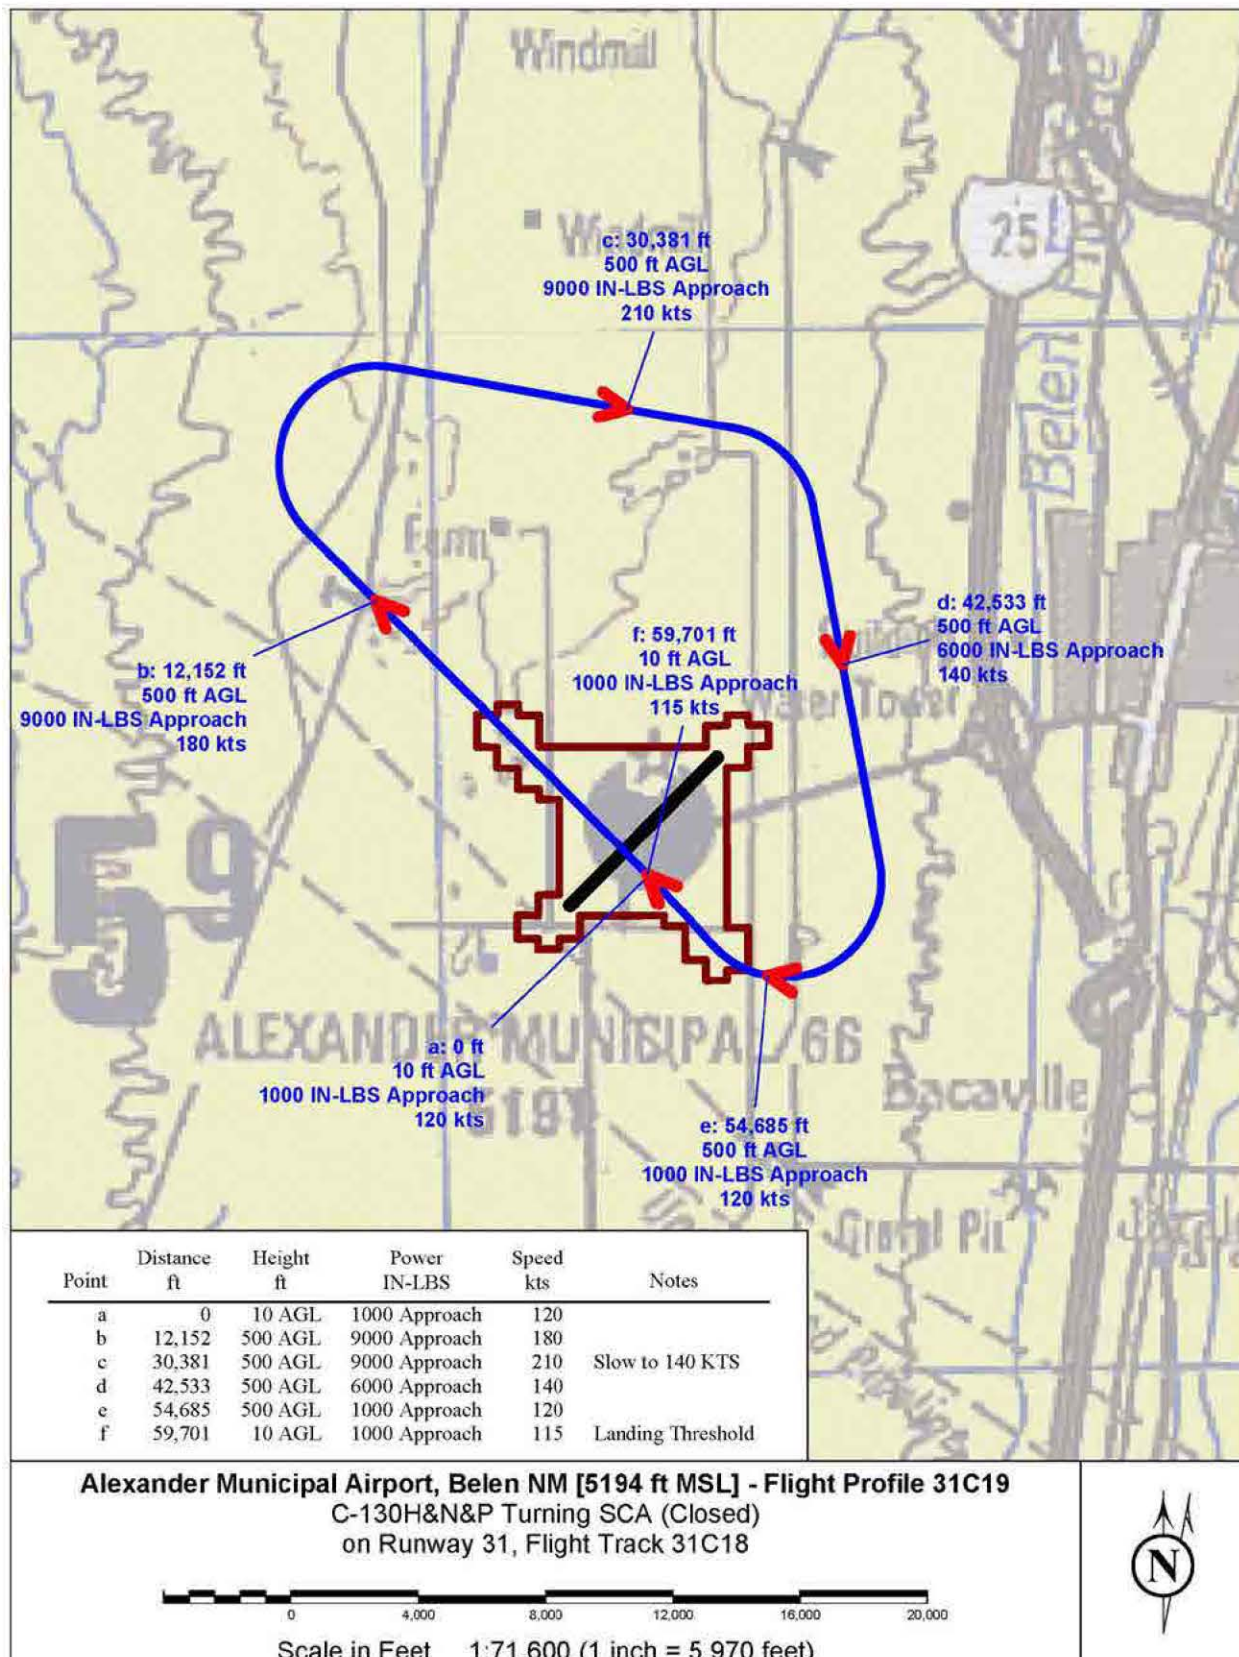 Windmill
25
c: 30,381 ft
500 ft AGL
9000 IN-LBS Approach
210 kts
Belen
Farm
d: 42,533 ft
500 ft AGL
6000 IN-LBS Approach
140 kts
f: 59,701 ft
10 ft AGL
1000 IN-LBS Approach
115 kts
b: 12,152 ft
500 ft AGL
9000 IN-LBS Approach
180 kts
Water Tower
59
ALEXANDER MUNICIPAL/66
a: 0 ft
10 ft AGL
1000 IN-LBS Approach
120 kts
Bacaville
e: 54,685 ft
500 ft AGL
1000 IN-LBS Approach
120 kts
Gravel Pit
Point Distance ft Height ft Power IN-LBS Speed kts Notes
a 0 10 AGL 1000 Approach 120
b 12,152 500 AGL 9000 Approach 180
c 30,381 500 AGL 9000 Approach 210 Slow to 140 KTS
d 42,533 500 AGL 6000 Approach 140
e 54,685 500 AGL 1000 Approach 120
f 59,701 10 AGL 1000 Approach 115 Landing Threshold
Alexander Municipal Airport, Belen NM [5194 ft MSL] - Flight Profile 31C19
C-130H&N&P Turning SCA (Closed)
on Runway 31, Flight Track 31C18
N
0 4,000 8,000 12,000 16,000 20,000
Scale in Feet 1:71,600 (1 inch = 5,970 feet)